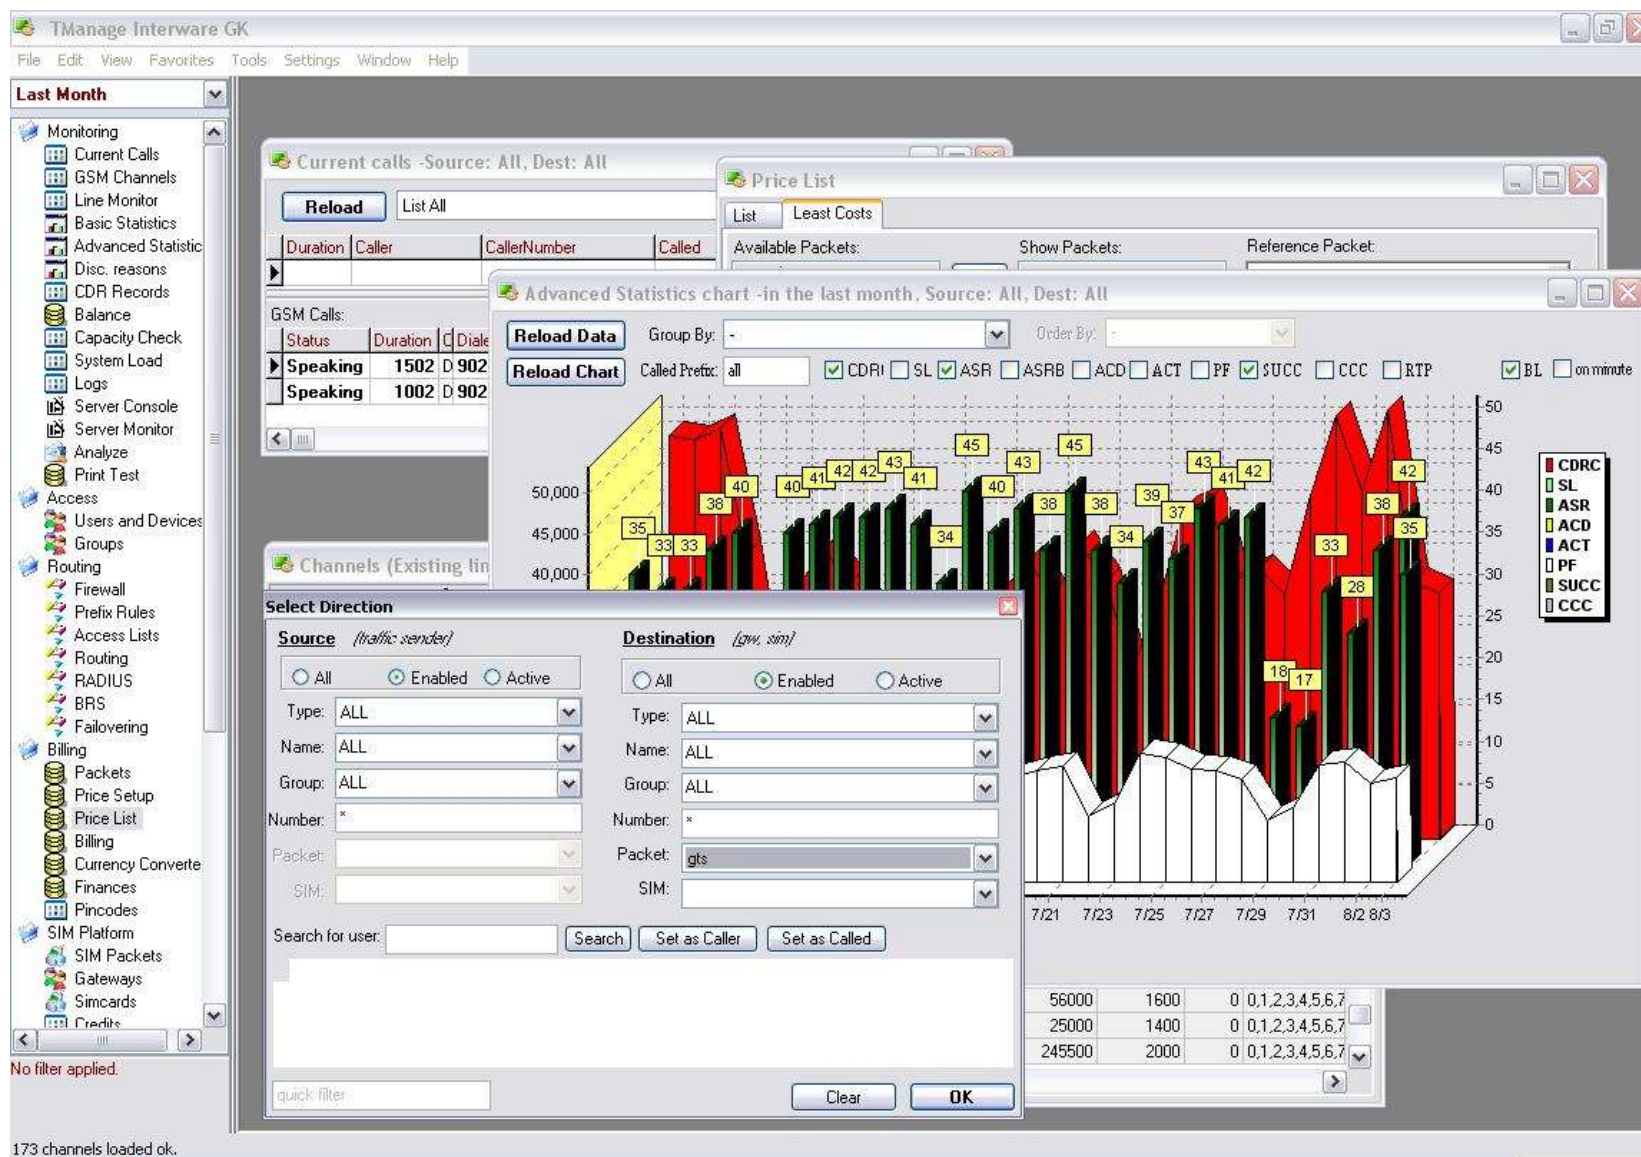 TManage Interware GK
File Edit View Favorites Tools Settings Window Help
Last Month
Monitoring
Current Calls
GSM Channels
Line Monitor
Basic Statistics
Advanced Statistic
Disc. reasons
CDR Records
Balance
Capacity Check
System Load
Logs
Server Console
Server Monitor
Analyze
Print Test
Access
Users and Devices
Groups
Routing
Firewall
Prefix Rules
Access Lists
Routing
RADIUS
BRS
Failovering
Billing
Packets
Price Setup
Price List
Billing
Currency Converte
Finances
Pincodes
SIM Platform
SIM Packets
Gateways
Simcards
Credits
No filter applied.
173 channels loaded ok.
Current calls -Source: All, Dest: All
Reload List All
Duration Caller CallerNumber Called
GSM Calls:
Status Duration C Diale
Speaking 1502 D 902
Speaking 1002 D 902
Price List
List Least Costs
Available Packets: Show Packets: Reference Packet:
Advanced Statistics chart -in the last month, Source: All, Dest: All
Reload Data Group By: - Order By: -
Reload Chart Called Prefix: all CDRI SL ASR ASRB ACD ACT PF SUCC CCC RTP BL on minute
50,000
45,000
40,000
35 33 33 38 40 40 41 42 42 43 41 34 45 40 43 38 45 38 34 39 37 43 41 42 18 17 33 28 38 42 35
50
45
40
35
30
25
20
15
10
5
0
7/21 7/23 7/25 7/27 7/29 7/31 8/2 8/3
CDRC
SL
ASR
ACD
ACT
PF
SUCC
CCC
Channels (Existing lin
56000 1600 0 0,1,2,3,4,5,6,7
25000 1400 0 0,1,2,3,4,5,6,7
245500 2000 0 0,1,2,3,4,5,6,7
Select Direction
Source (traffic sender) Destination (gw, sim)
All Enabled Active All Enabled Active
Type: ALL Type: ALL
Name: ALL Name: ALL
Group: ALL Group: ALL
Number: * Number: *
Packet: Packet: gts
SIM: SIM:
Search for user: Search Set as Caller Set as Called
quick filter Clear OK